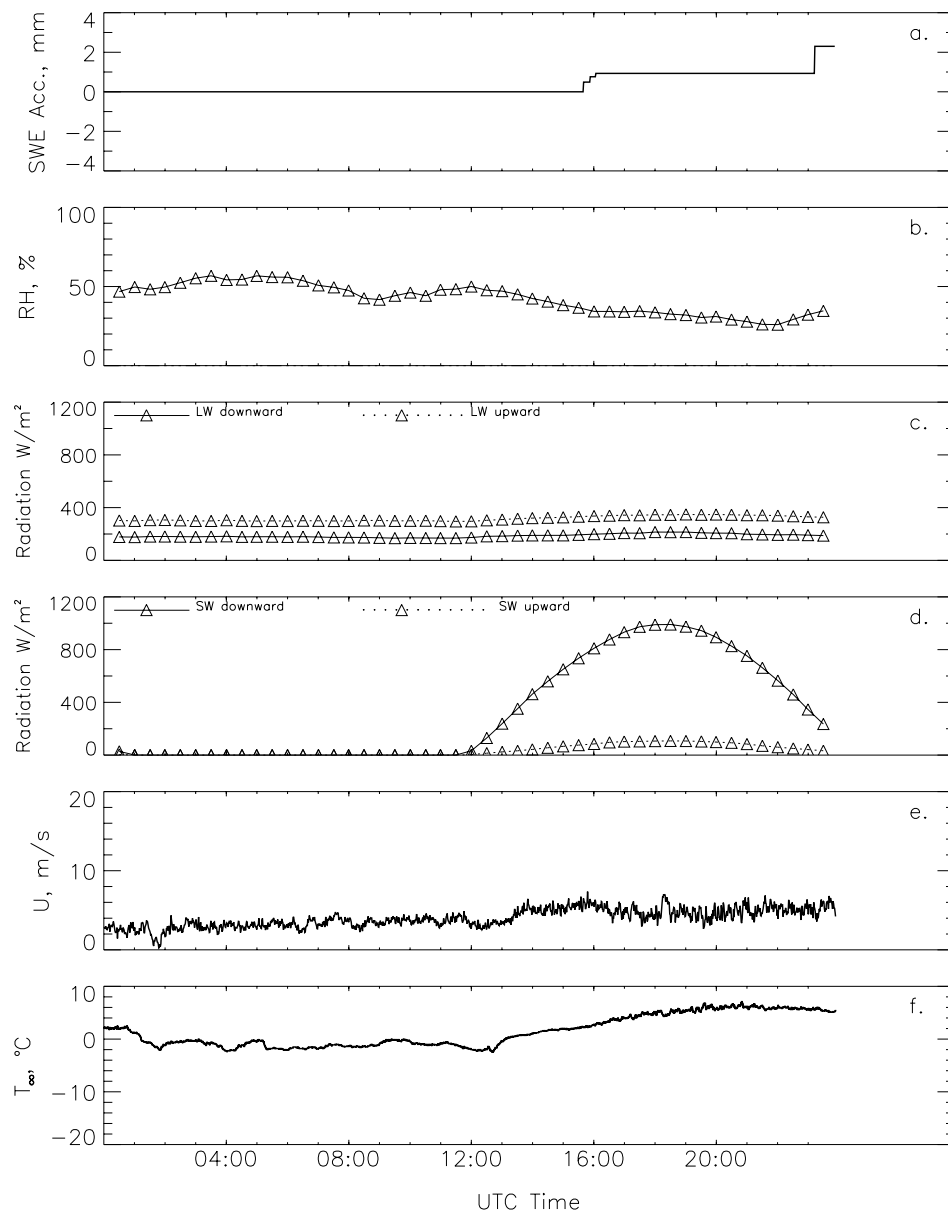 4
2
0
−2
−4
SWE Acc., mm
a.
100
50
0
RH, %
b.
1200
800
400
0
Radiation W/m²
LW downward
LW upward
c.
1200
800
400
0
Radiation W/m²
SW downward
SW upward
d.
20
10
0
U, m/s
e.
10
0
−10
−20
T∞, °C
f.
04:00 08:00 12:00 16:00 20:00
UTC Time